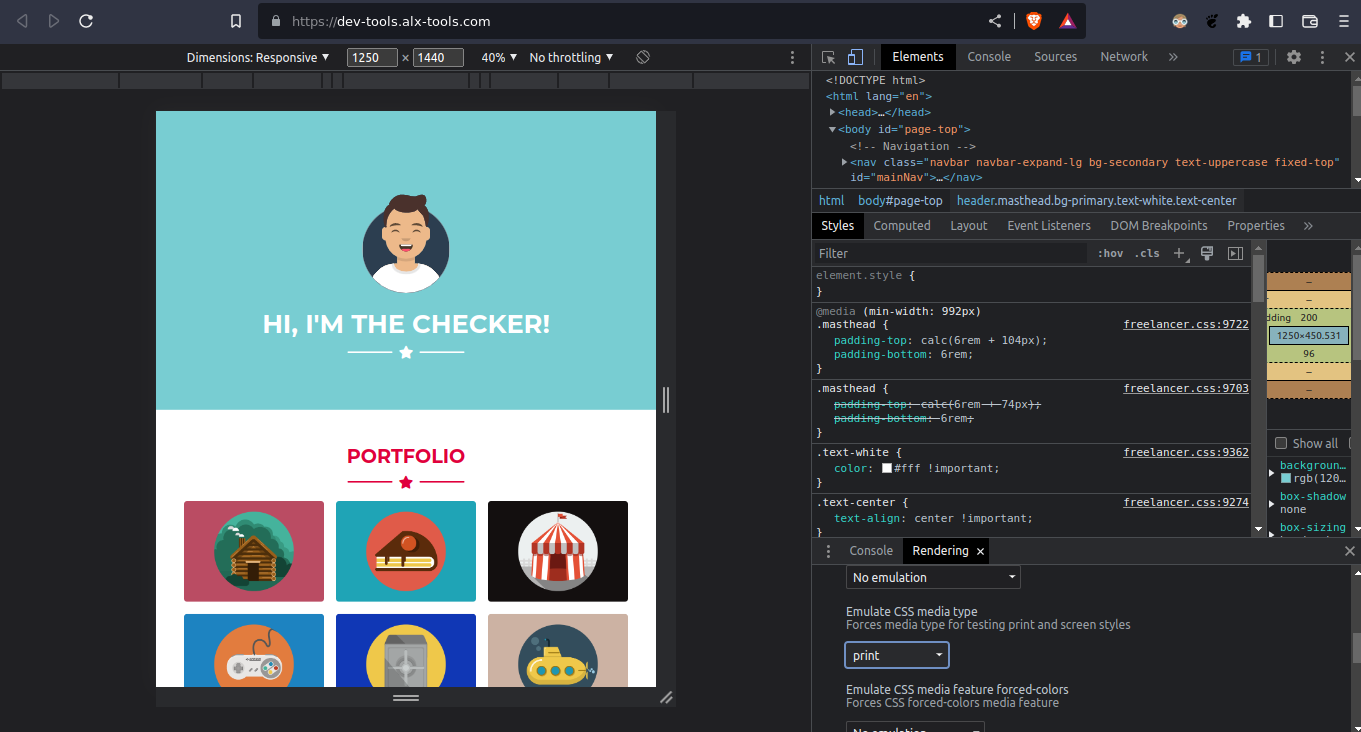 https://dev-tools.alx-tools.com
Dimensions: Responsive 1250 × 1440 40% No throttling
HI, I'M THE CHECKER!
PORTFOLIO
Elements Console Sources Network » 1
<!DOCTYPE html>
<html lang="en">
<head>…</head>
<body id="page-top">
<!-- Navigation -->
<nav class="navbar navbar-expand-lg bg-secondary text-uppercase fixed-top"
id="mainNav">…</nav>
html body#page-top header.masthead.bg-primary.text-white.text-center
Styles Computed Layout Event Listeners DOM Breakpoints Properties »
Filter :hov .cls
element.style {
}
@media (min-width: 992px)
.masthead { freelancer.css:9722
padding-top: calc(6rem + 104px);
padding-bottom: 6rem;
}
.masthead { freelancer.css:9703
padding-top: calc(6rem + 74px);
padding-bottom: 6rem;
}
.text-white { freelancer.css:9362
color: #fff !important;
}
.text-center { freelancer.css:9274
text-align: center !important;
}
–
–
dding 200
1250×450.531
96
–
–
Show all
backgroun…
rgb(120…
box-shadow
none
box-sizing
Console Rendering ×
No emulation
Emulate CSS media type
Forces media type for testing print and screen styles
print
Emulate CSS media feature forced-colors
Forces CSS forced-colors media feature
No emulation